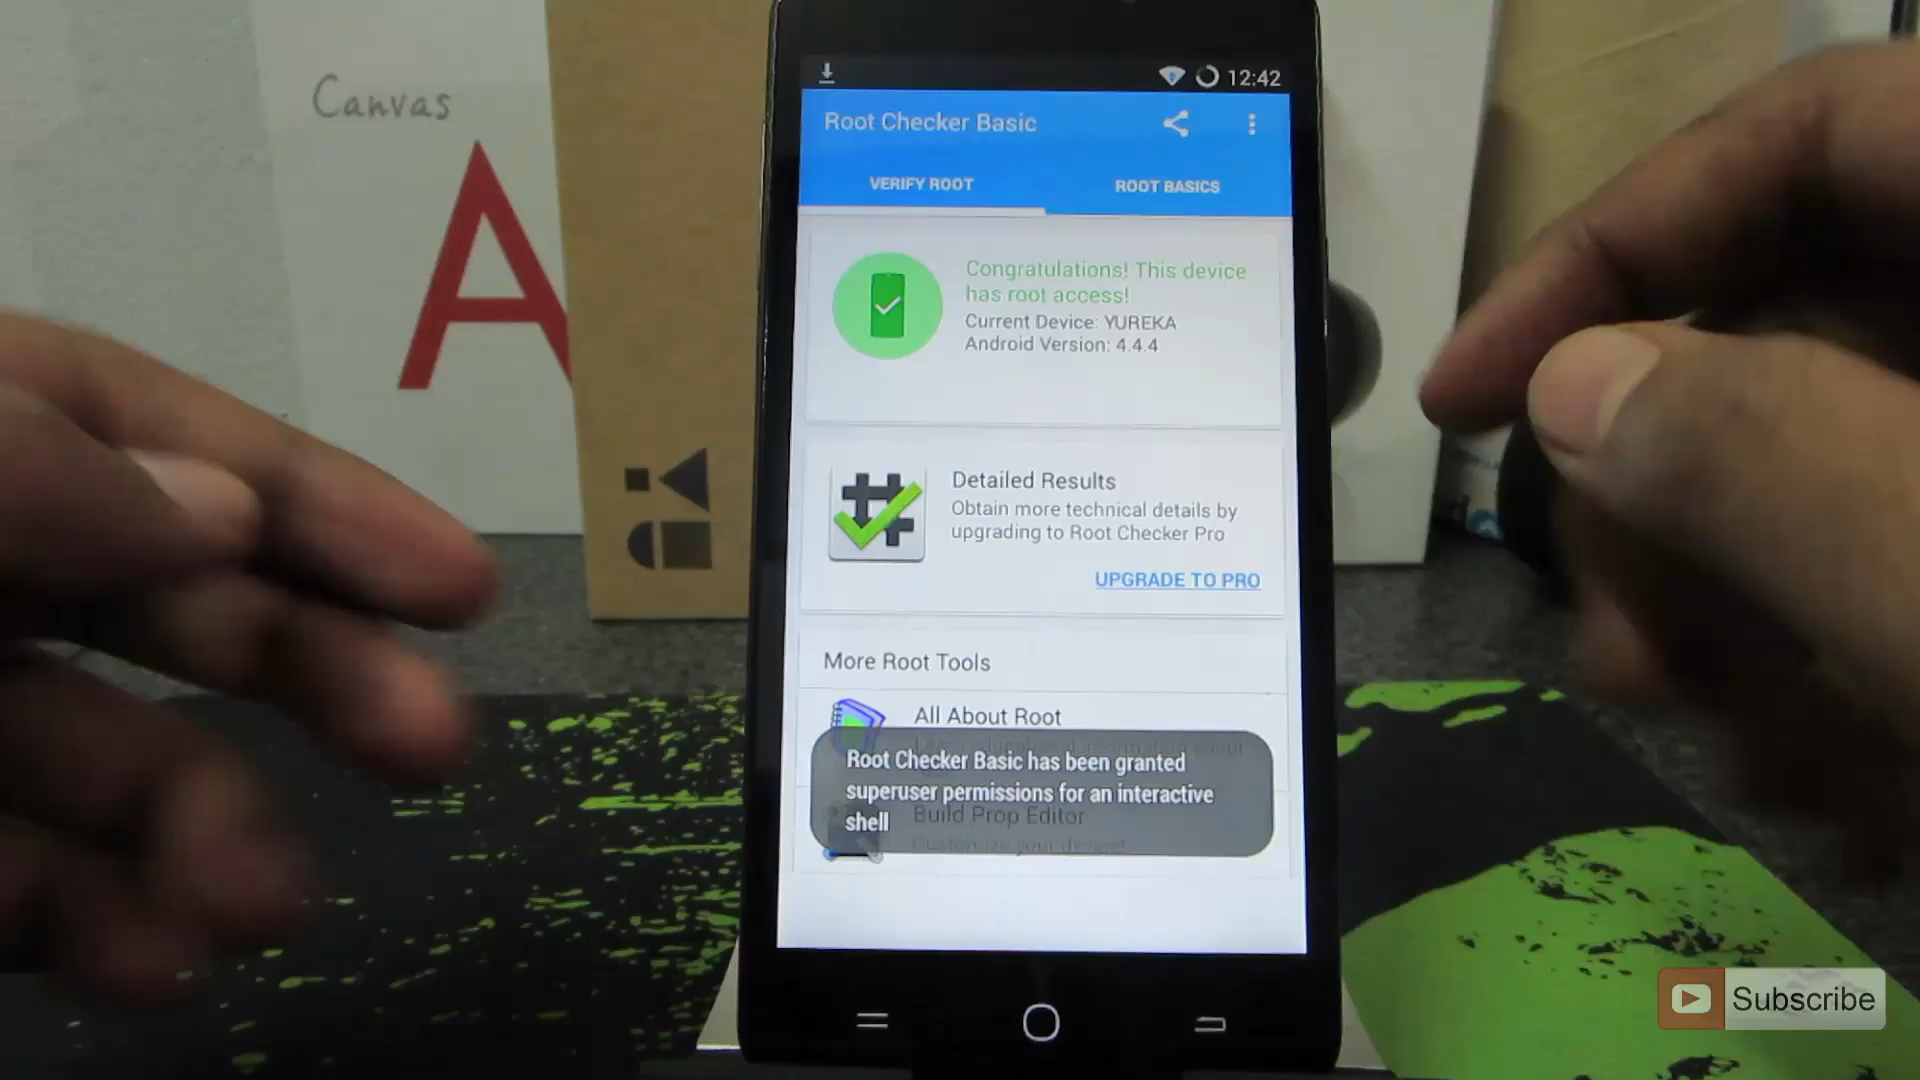 Canvas
A
12:42
Root Checker Basic
VERIFY ROOT
ROOT BASICS
Congratulations! This device
has root access!
Current Device: YUREKA
Android Version: 4.4.4
Detailed Results
Obtain more technical details by
upgrading to Root Checker Pro
UPGRADE TO PRO
More Root Tools
All About Root
Root Checker Basic has been granted
superuser permissions for an interactive
shell
Build Prop Editor
Customize your device!
Subscribe